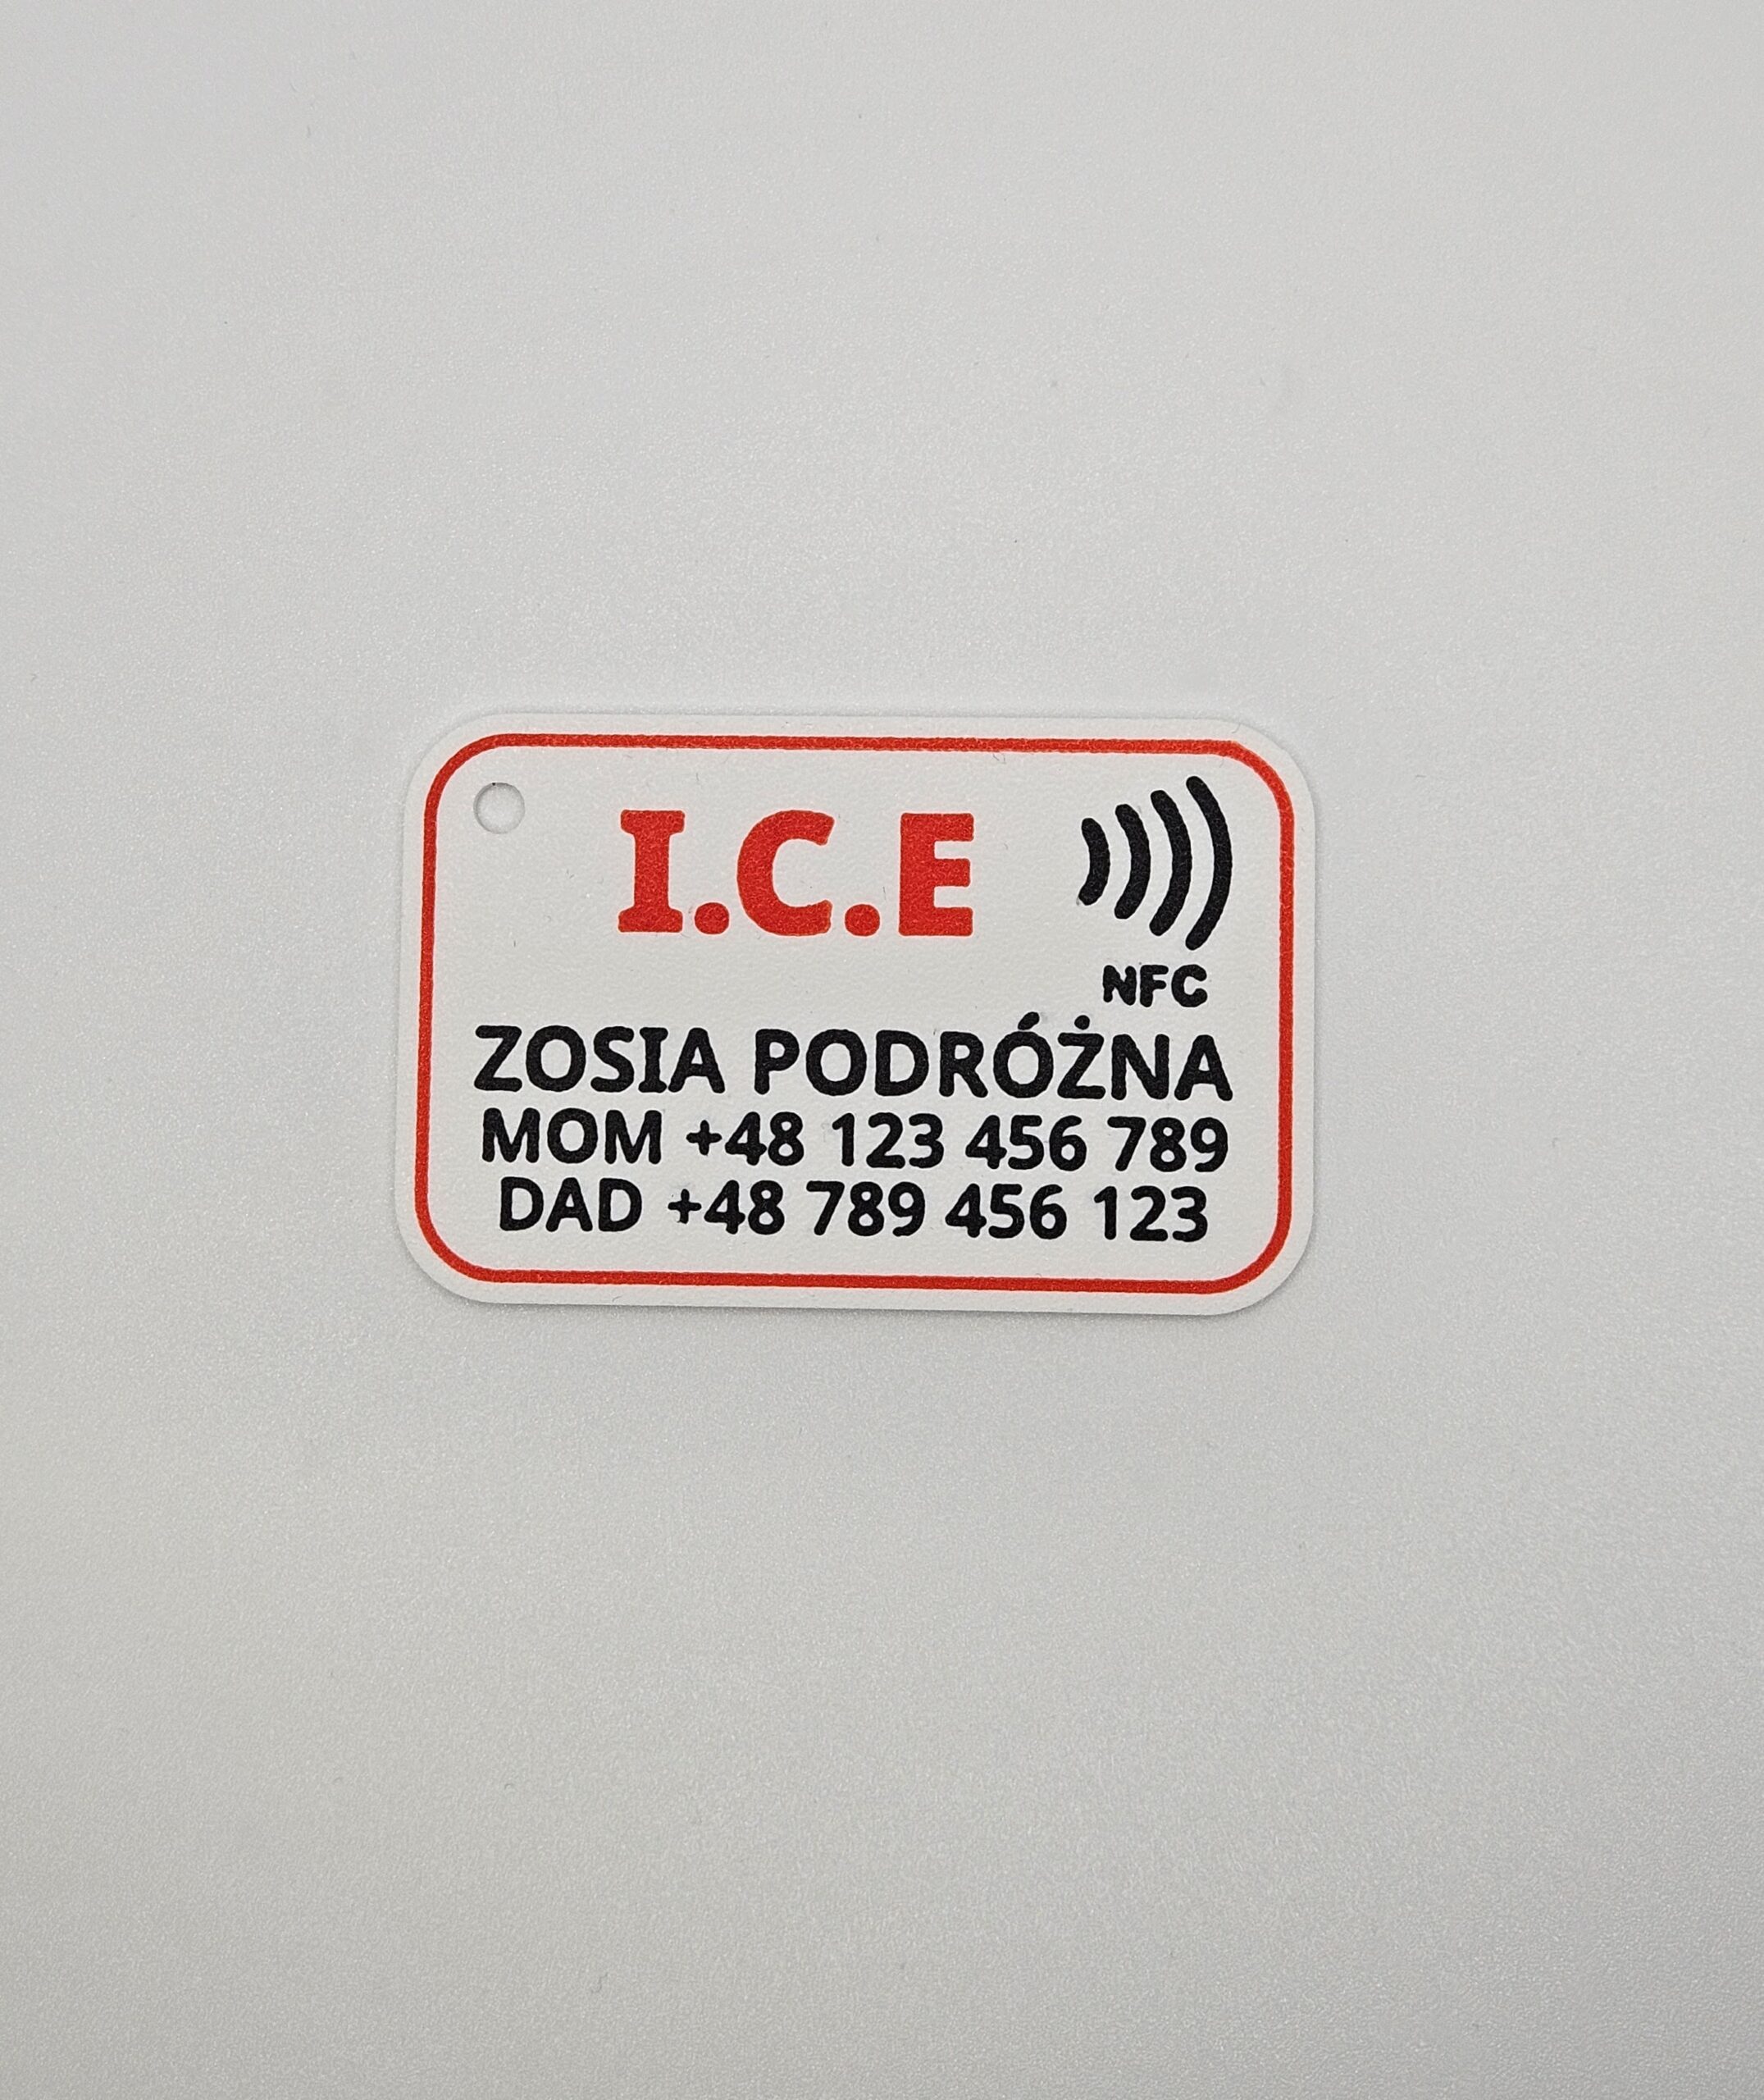 I.C.E
NFC
ZOSIA PODRÓŻNA
MOM +48 123 456 789
DAD +48 789 456 123